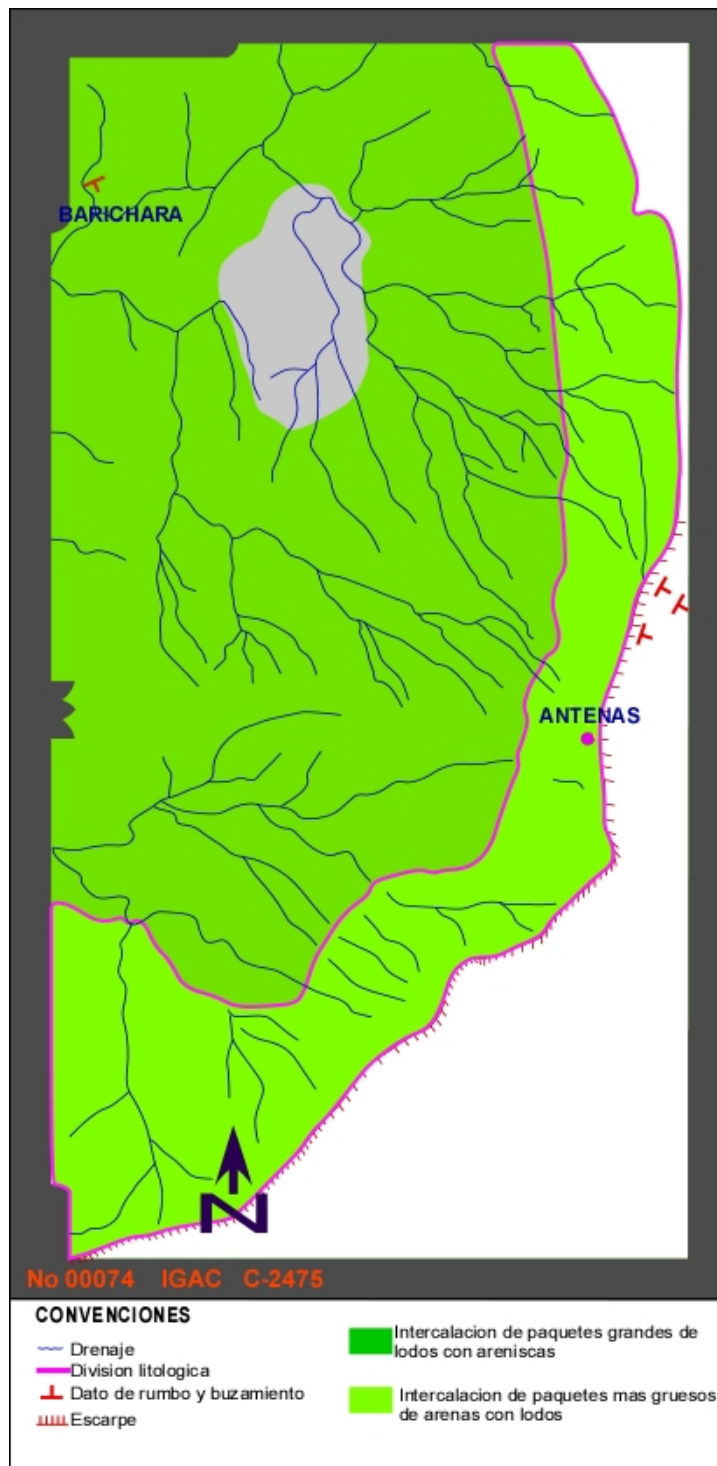 BARICHARA
ANTENAS
N
No 00074 IGAC C-2475
CONVENCIONES
Drenaje
Division litologica
Dato de rumbo y buzamiento
Escarpe
Intercalacion de paquetes grandes de
lodos con areniscas
Intercalacion de paquetes mas gruesos
de arenas con lodos